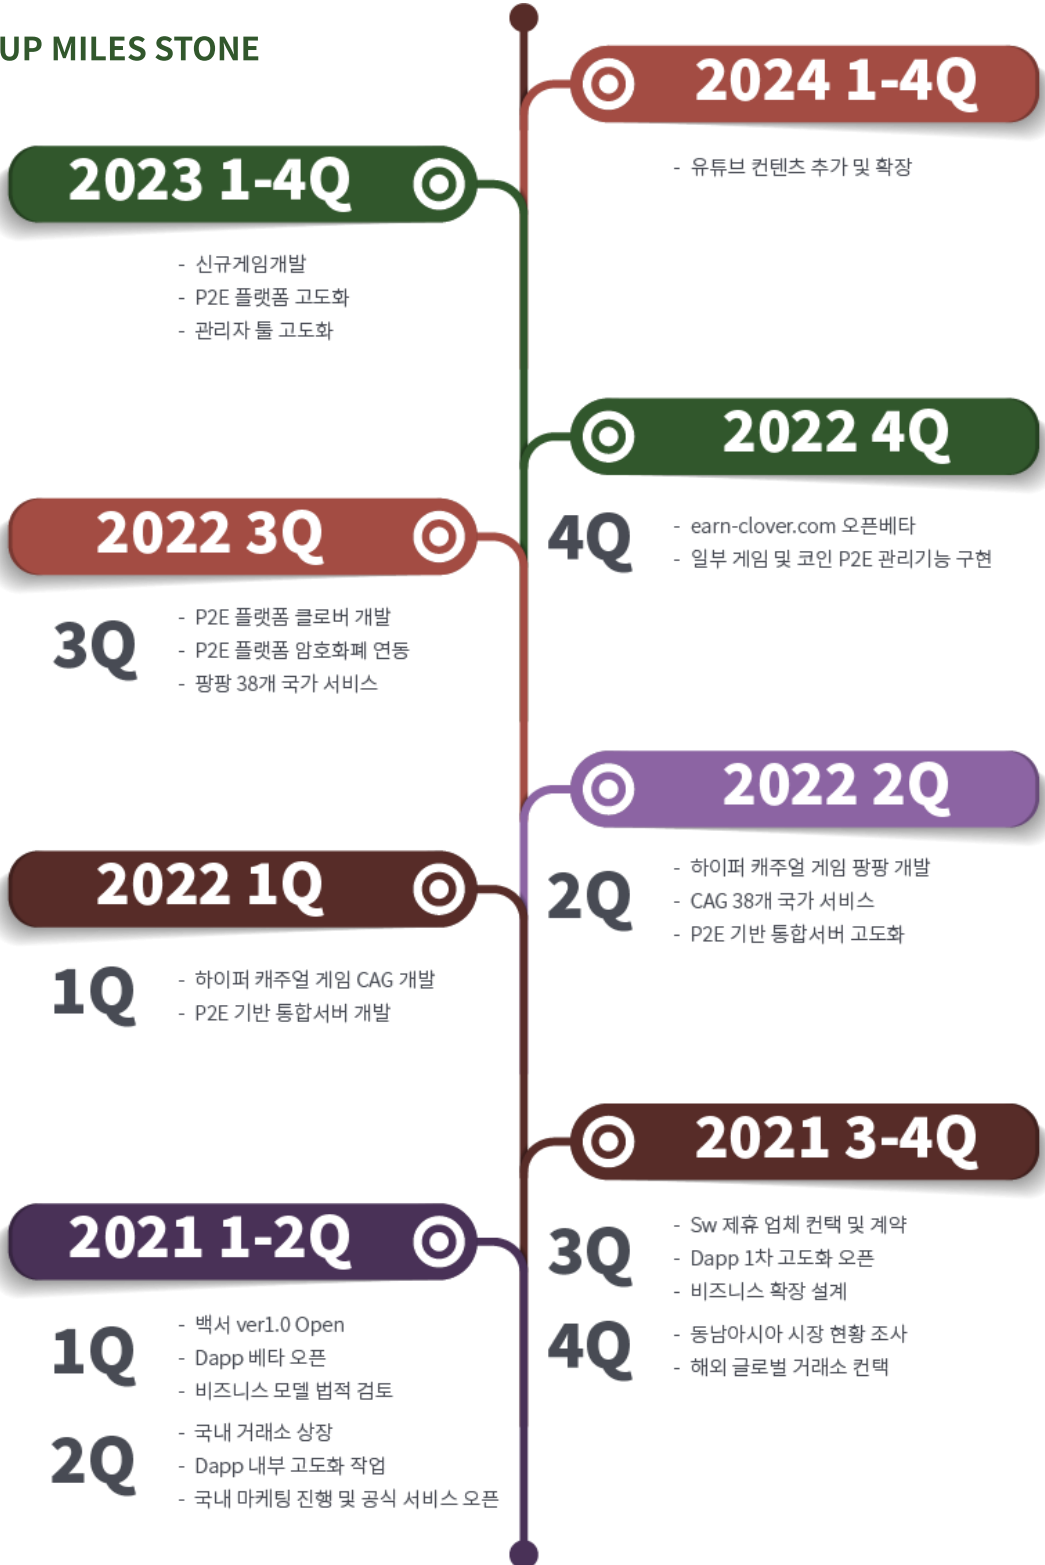 UP MILES STONE
2024 1-4Q
- 유튜브 컨텐츠 추가 및 확장
2023 1-4Q
- 신규게임개발
- P2E 플랫폼 고도화
- 관리자 툴 고도화
2022 4Q
4Q
- earn-clover.com 오픈베타
- 일부 게임 및 코인 P2E 관리기능 구현
2022 3Q
3Q
- P2E 플랫폼 클로버 개발
- P2E 플랫폼 암호화폐 연동
- 팡팡 38개 국가 서비스
2022 2Q
2Q
- 하이퍼 캐주얼 게임 팡팡 개발
- CAG 38개 국가 서비스
- P2E 기반 통합서버 고도화
2022 1Q
1Q
- 하이퍼 캐주얼 게임 CAG 개발
- P2E 기반 통합서버 개발
2021 3-4Q
3Q
- Sw 제휴 업체 컨택 및 계약
- Dapp 1차 고도화 오픈
- 비즈니스 확장 설계
4Q
- 동남아시아 시장 현황 조사
- 해외 글로벌 거래소 컨택
2021 1-2Q
1Q
- 백서 ver1.0 Open
- Dapp 베타 오픈
- 비즈니스 모델 법적 검토
2Q
- 국내 거래소 상장
- Dapp 내부 고도화 작업
- 국내 마케팅 진행 및 공식 서비스 오픈